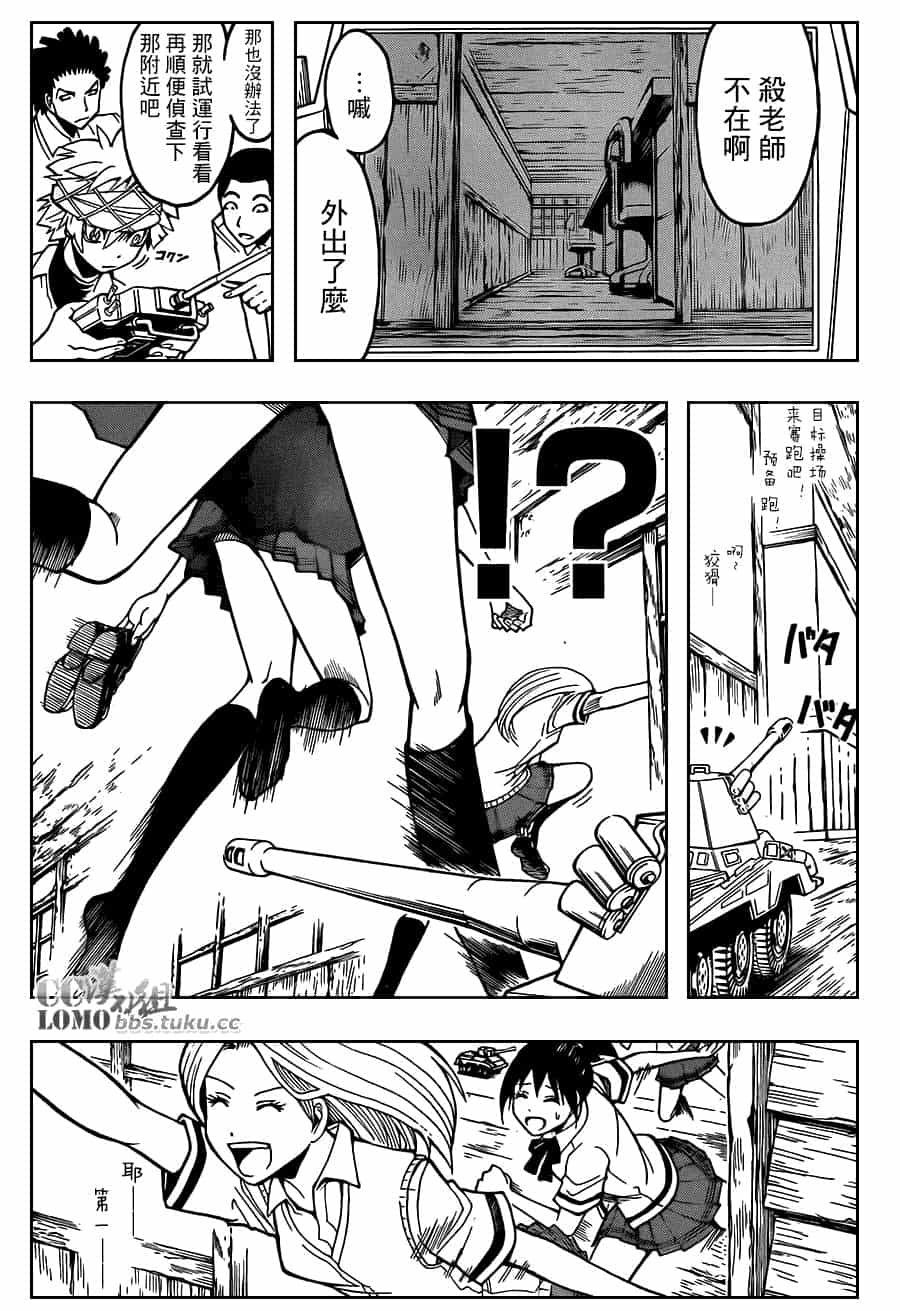 殺老師
不在啊
…嘁
外出了麼
那也沒辦法了
那就試運行看看
再順便偵查下
那附近吧
コクン
目标操场
来赛跑吧!
预备跑!
啊~
狡猾—
バタ
バタ
!?
耶—
第一
CC漢化組
LOMO
bbs.tuku.cc